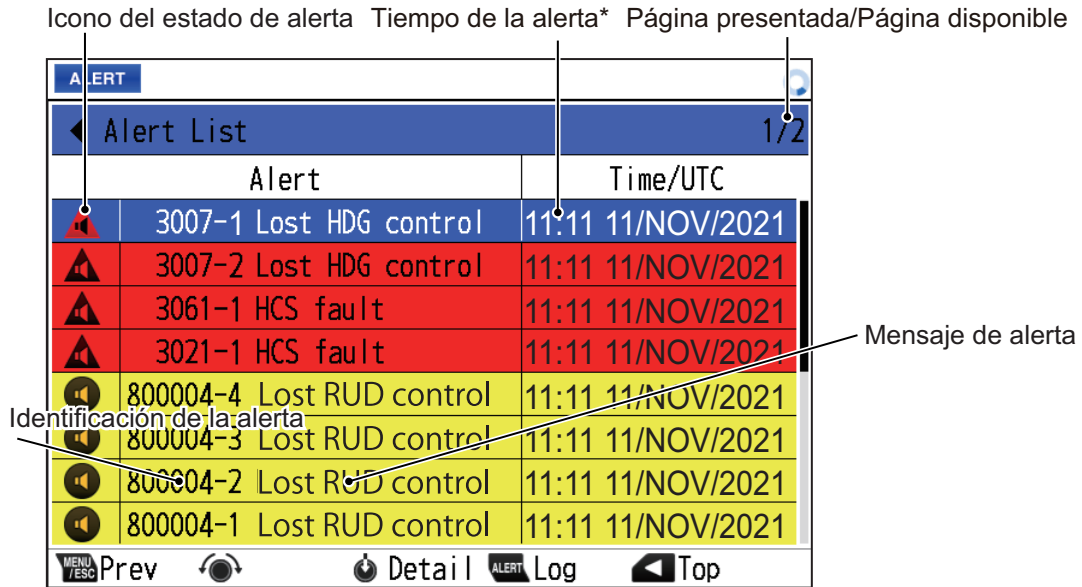 Icono del estado de alerta Tiempo de la alerta* Página presentada/Página disponible
ALERT
Alert List 1/2
Alert Time/UTC
3007-1 Lost HDG control 11:11 11/NOV/2021
3007-2 Lost HDG control 11:11 11/NOV/2021
3061-1 HCS fault 11:11 11/NOV/2021
3021-1 HCS fault 11:11 11/NOV/2021
Mensaje de alerta
800004-4 Lost RUD control 11:11 11/NOV/2021
Identificación de la alerta
800004-3 Lost RUD control 11:11 11/NOV/2021
800004-2 Lost RUD control 11:11 11/NOV/2021
800004-1 Lost RUD control 11:11 11/NOV/2021
MENU/ESC Prev Detail ALERT Log Top